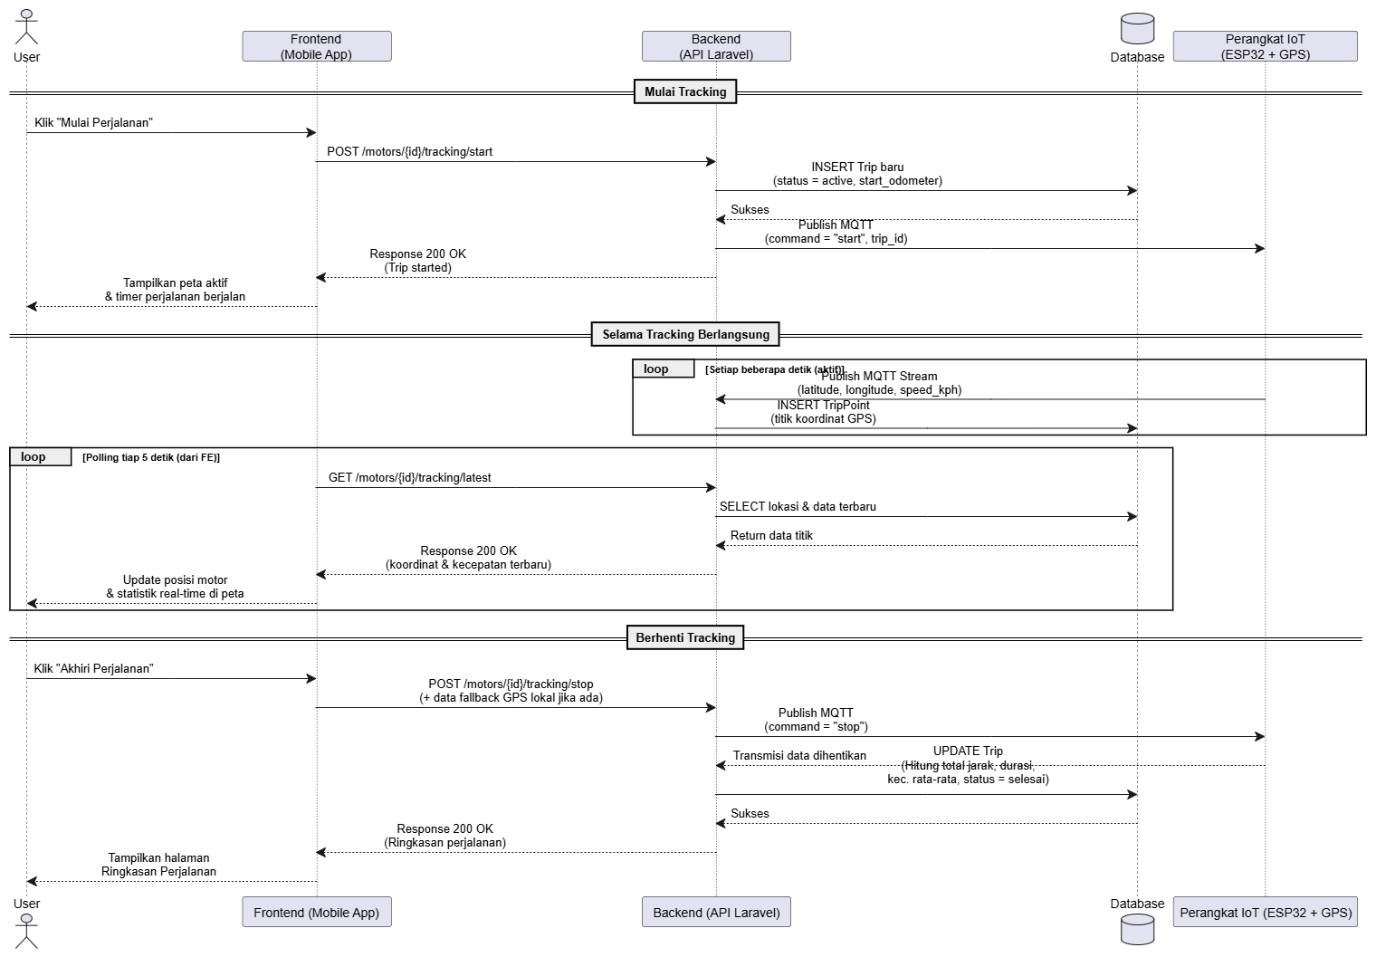 User
Frontend
(Mobile App)
Backend
(API Laravel)
Database
Perangkat IoT
(ESP32 + GPS)
Mulai Tracking
Klik "Mulai Perjalanan"
POST /motors/{id}/tracking/start
INSERT Trip baru
(status = active, start_odometer)
Sukses
Publish MQTT
(command = "start", trip_id)
Response 200 OK
(Trip started)
Tampilkan peta aktif
& timer perjalanan berjalan
Selama Tracking Berlangsung
loop
[Setiap beberapa detik (aktif)]
Publish MQTT Stream
(latitude, longitude, speed_kph)
INSERT TripPoint
(titik koordinat GPS)
loop
[Polling tiap 5 detik (dari FE)]
GET /motors/{id}/tracking/latest
SELECT lokasi & data terbaru
Return data titik
Response 200 OK
(koordinat & kecepatan terbaru)
Update posisi motor
& statistik real-time di peta
Berhenti Tracking
Klik "Akhiri Perjalanan"
POST /motors/{id}/tracking/stop
(+ data fallback GPS lokal jika ada)
Publish MQTT
(command = "stop")
Transmisi data dihentikan
UPDATE Trip
(Hitung total jarak, durasi,
kec. rata-rata, status = selesai)
Sukses
Response 200 OK
(Ringkasan perjalanan)
Tampilkan halaman
Ringkasan Perjalanan
User
Frontend (Mobile App)
Backend (API Laravel)
Database
Perangkat IoT (ESP32 + GPS)